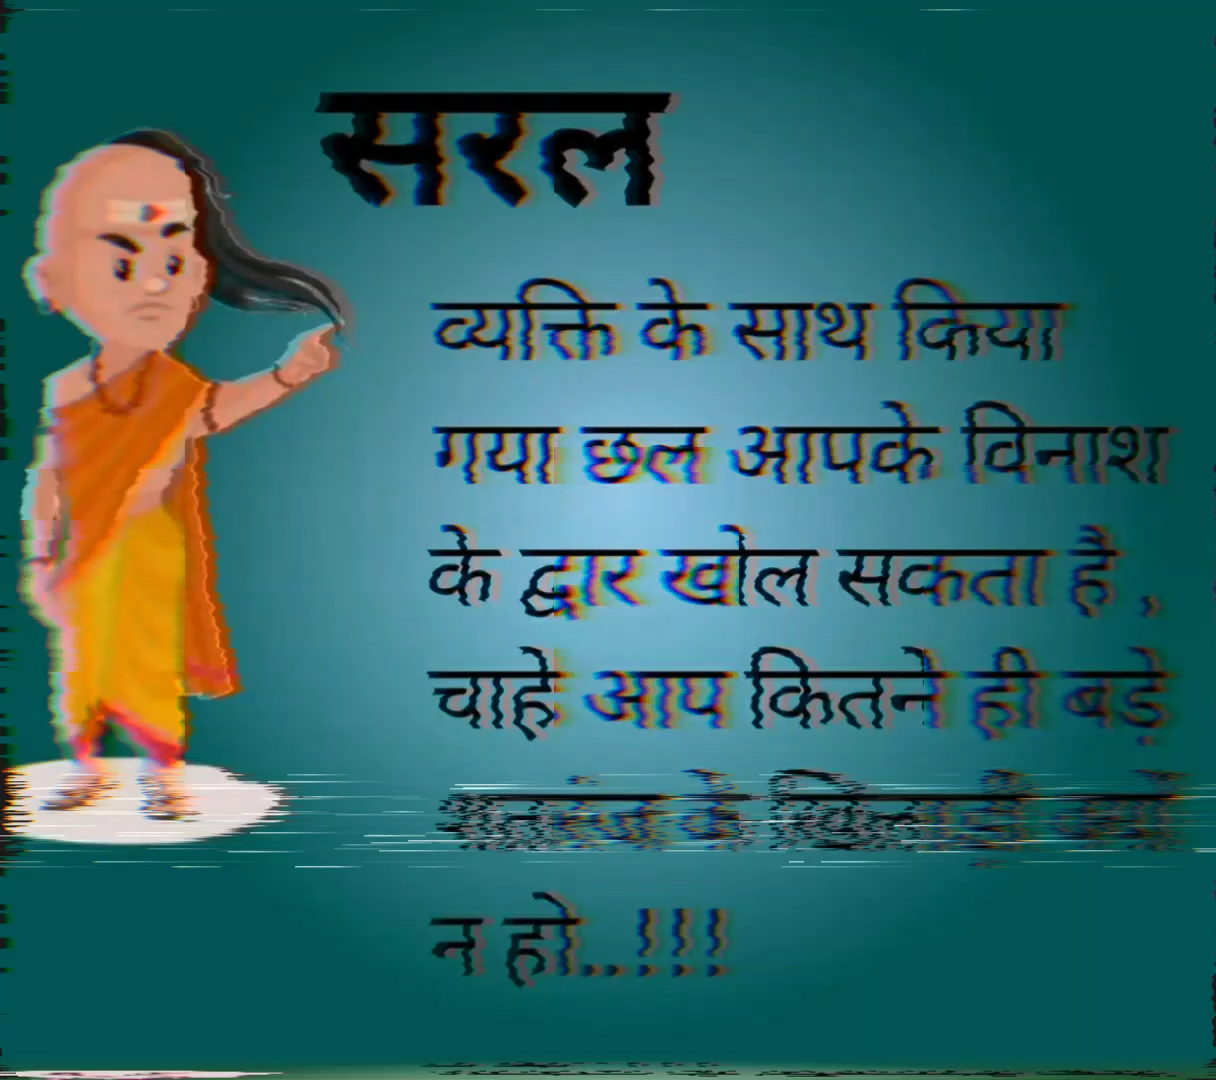 सरल
व्यक्ति के साथ किया
गया छल आपके विनाश
के द्वार खोल सकता है ,
चाहे आप कितने ही बड़े
के खिलाड़ी क्यों
न हो..!!!